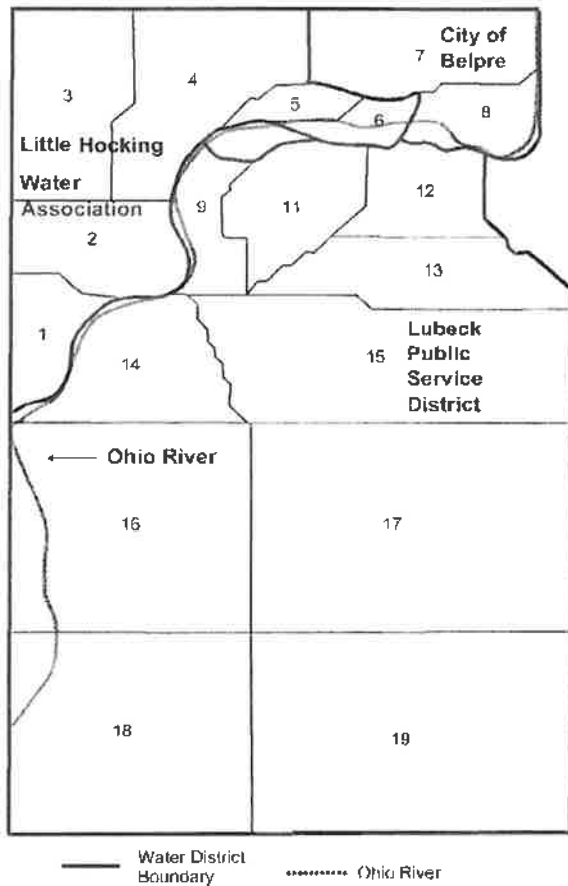 City of
7
Belpre
3
4
5
6
8
Little Hocking
Water
Association
9
11
12
2
13
1
14
15
Lubeck
Public
Service
District
Ohio River
16
17
18
19
Water District
Boundary
Ohio River